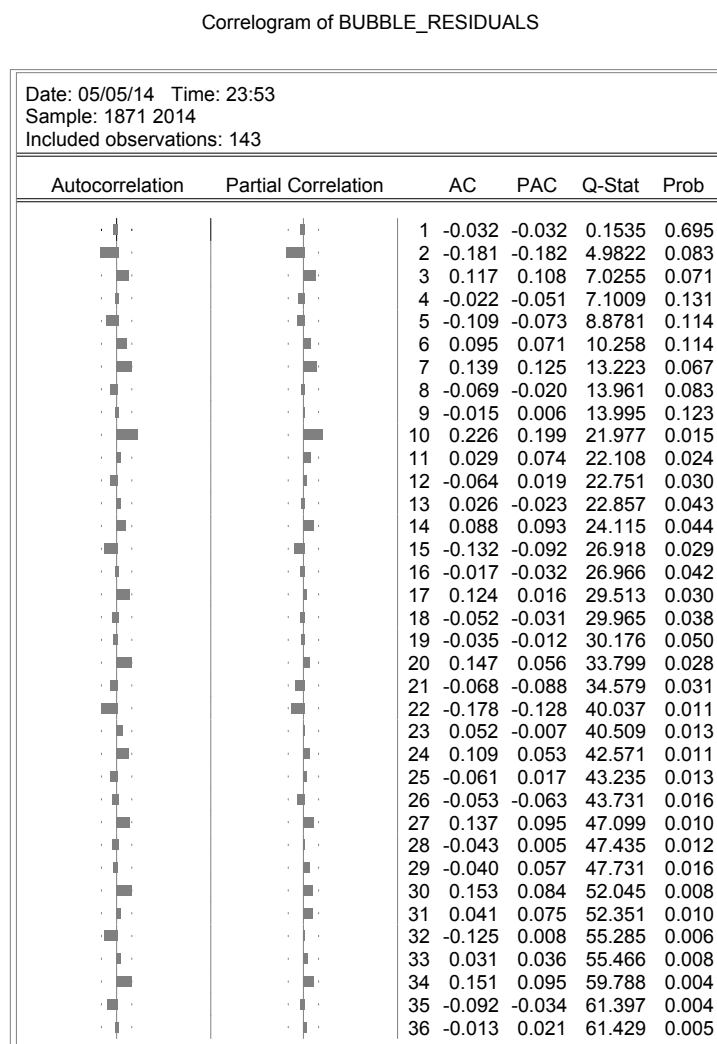 Correlogram of BUBBLE_RESIDUALS
Date: 05/05/14 Time: 23:53
Sample: 1871 2014
Included observations: 143
Autocorrelation Partial Correlation AC PAC Q-Stat Prob
1 -0.032 -0.032 0.1535 0.695
2 -0.181 -0.182 4.9822 0.083
3 0.117 0.108 7.0255 0.071
4 -0.022 -0.051 7.1009 0.131
5 -0.109 -0.073 8.8781 0.114
6 0.095 0.071 10.258 0.114
7 0.139 0.125 13.223 0.067
8 -0.069 -0.020 13.961 0.083
9 -0.015 0.006 13.995 0.123
10 0.226 0.199 21.977 0.015
11 0.029 0.074 22.108 0.024
12 -0.064 0.019 22.751 0.030
13 0.026 -0.023 22.857 0.043
14 0.088 0.093 24.115 0.044
15 -0.132 -0.092 26.918 0.029
16 -0.017 -0.032 26.966 0.042
17 0.124 0.016 29.513 0.030
18 -0.052 -0.031 29.965 0.038
19 -0.035 -0.012 30.176 0.050
20 0.147 0.056 33.799 0.028
21 -0.068 -0.088 34.579 0.031
22 -0.178 -0.128 40.037 0.011
23 0.052 -0.007 40.509 0.013
24 0.109 0.053 42.571 0.011
25 -0.061 0.017 43.235 0.013
26 -0.053 -0.063 43.731 0.016
27 0.137 0.095 47.099 0.010
28 -0.043 0.005 47.435 0.012
29 -0.040 0.057 47.731 0.016
30 0.153 0.084 52.045 0.008
31 0.041 0.075 52.351 0.010
32 -0.125 0.008 55.285 0.006
33 0.031 0.036 55.466 0.008
34 0.151 0.095 59.788 0.004
35 -0.092 -0.034 61.397 0.004
36 -0.013 0.021 61.429 0.005